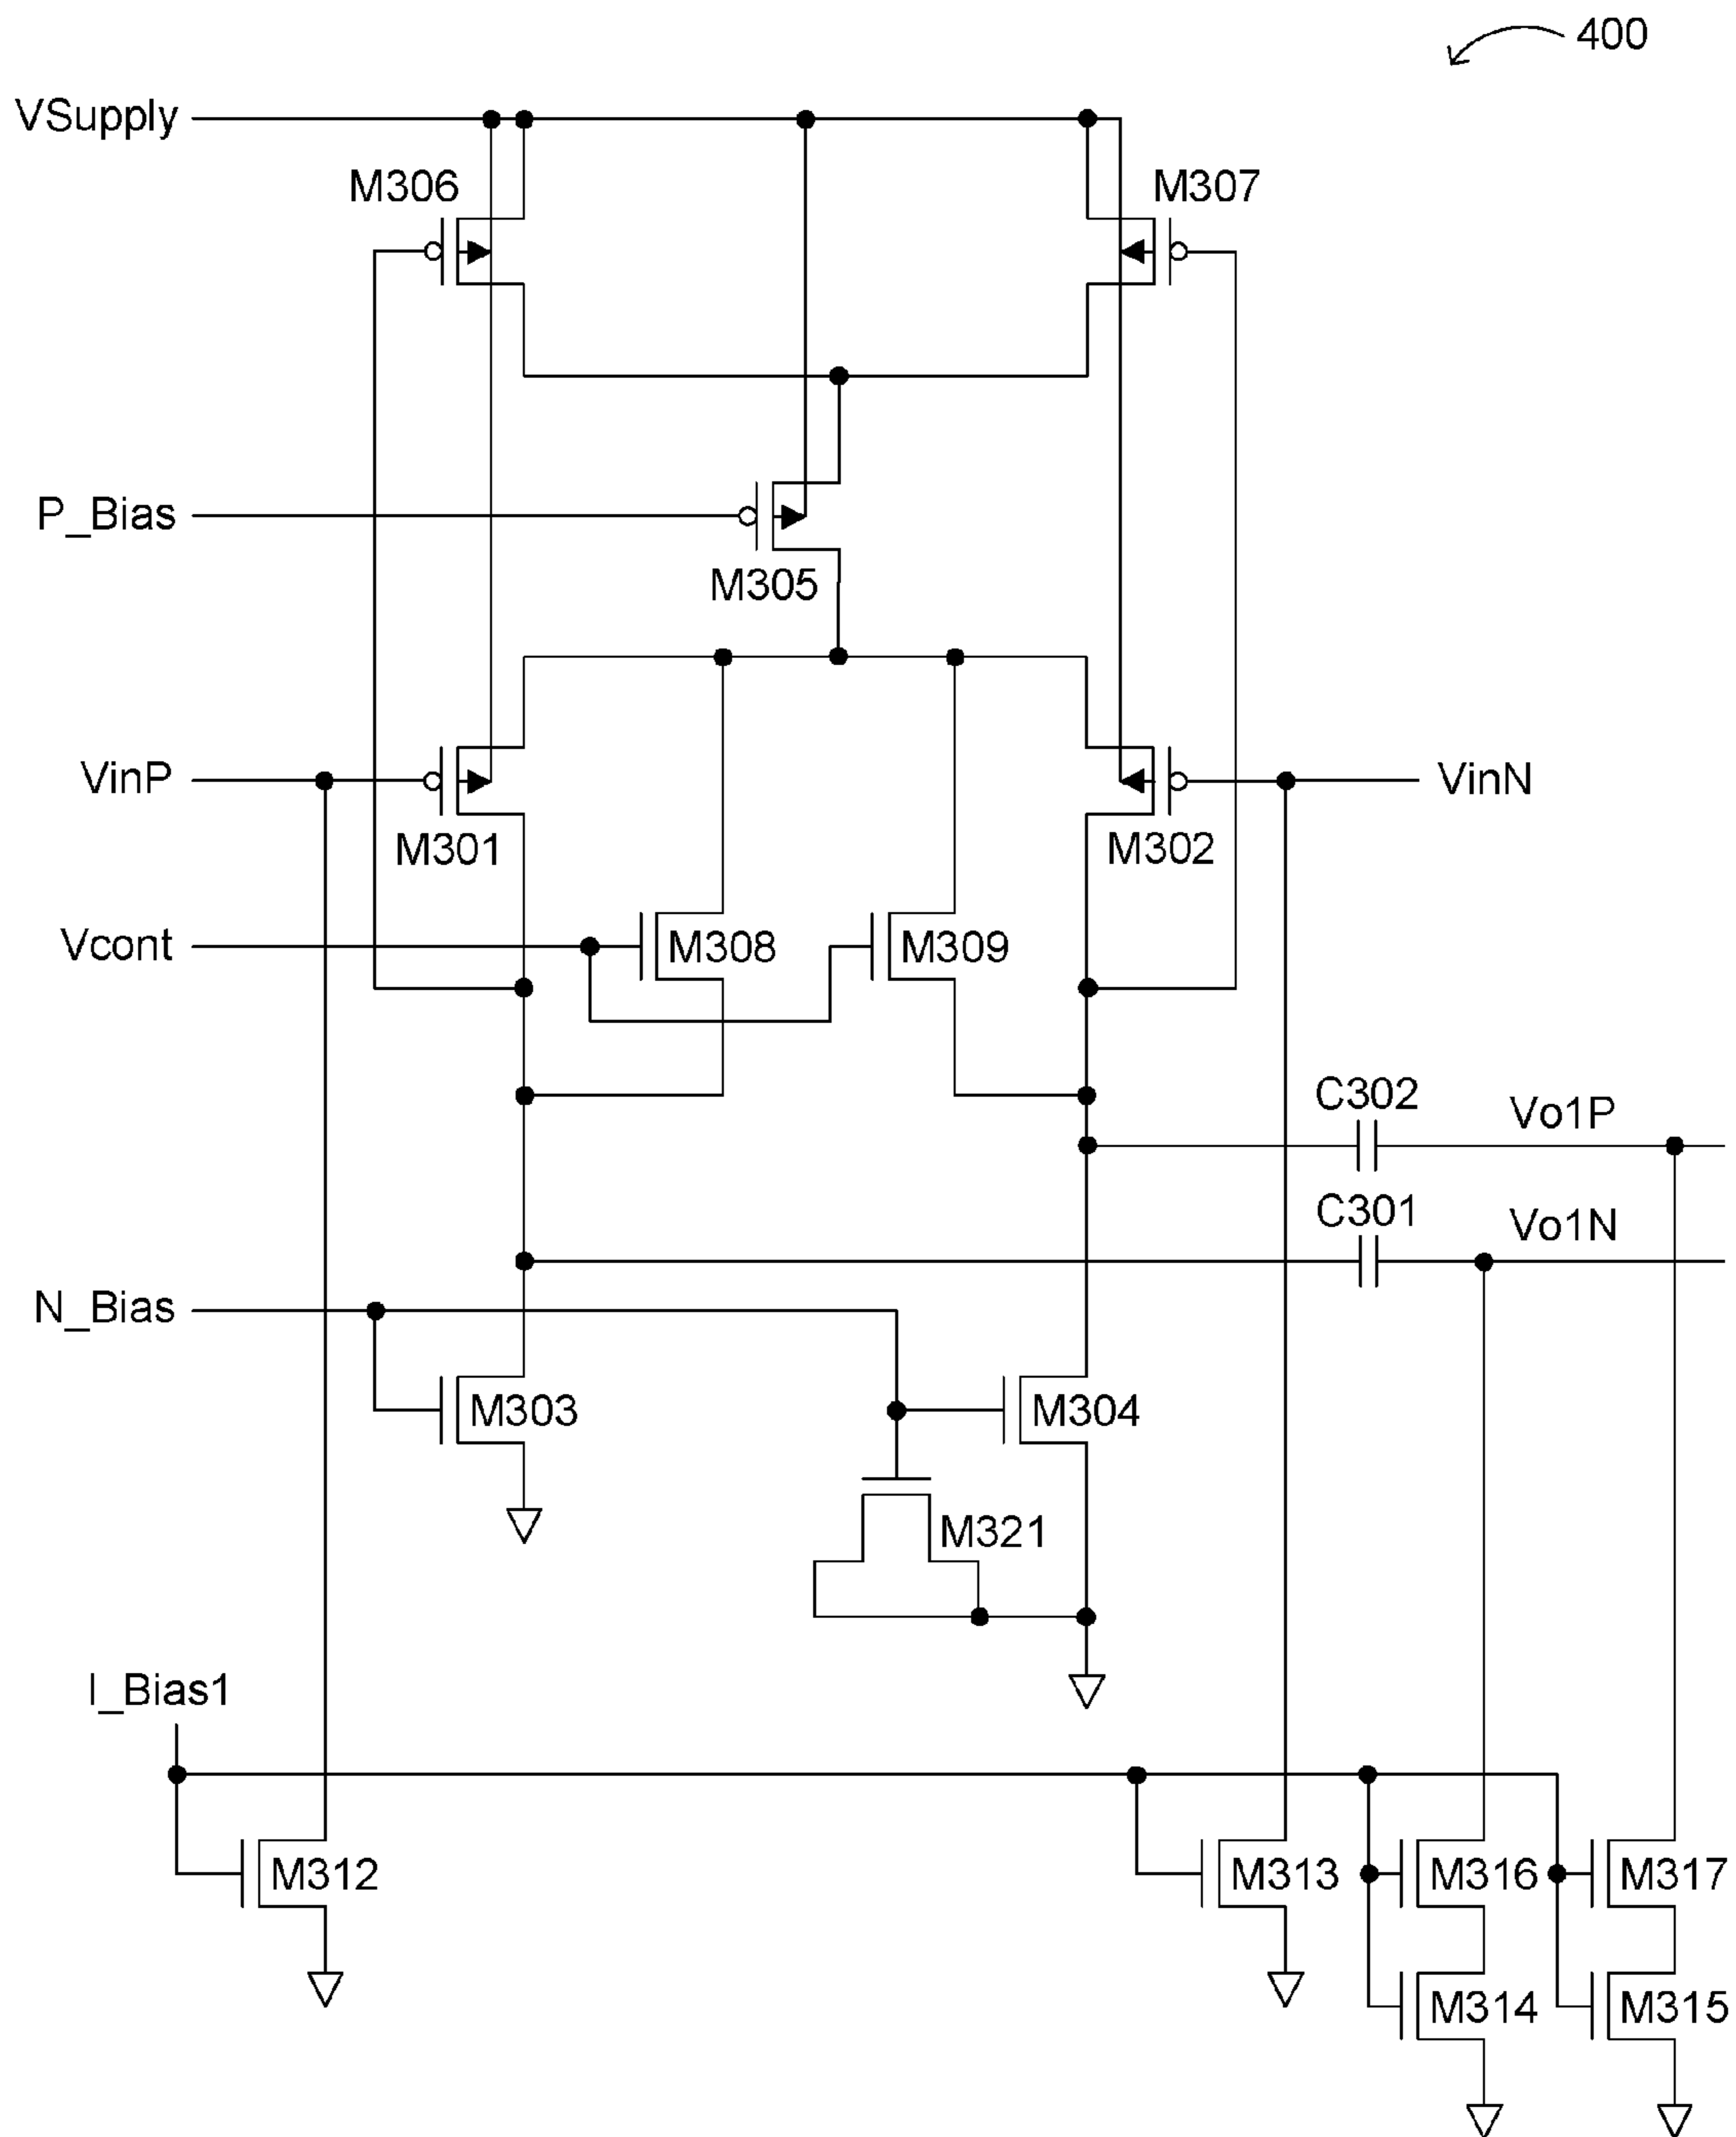 400
VSupply
M306
M307
P_Bias
M305
VinP
VinN
M301
M302
Vcont
M308
M309
C302
Vo1P
C301
Vo1N
N_Bias
M303
M304
M321
I_Bias1
M312
M313
M316
M317
M314
M315